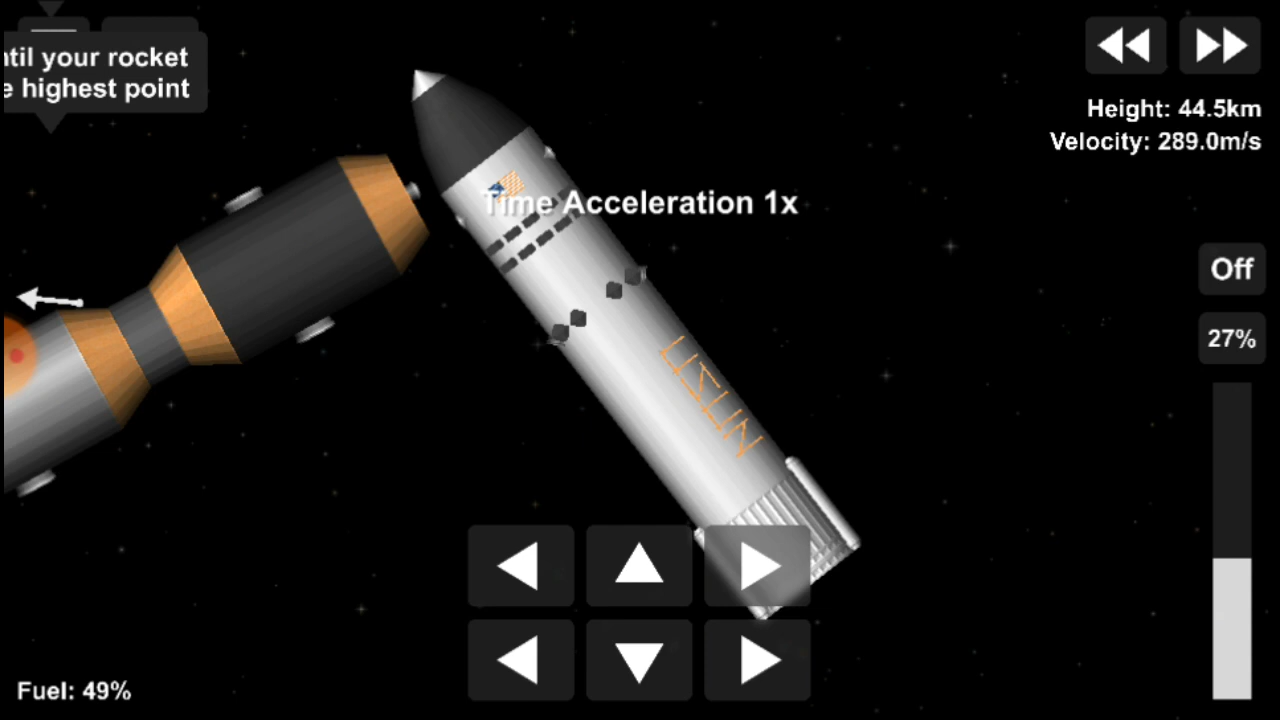 ntil your rocket
e highest point
Height: 44.5km
Velocity: 289.0m/s
Time Acceleration 1x
Off
27%
Fuel: 49%